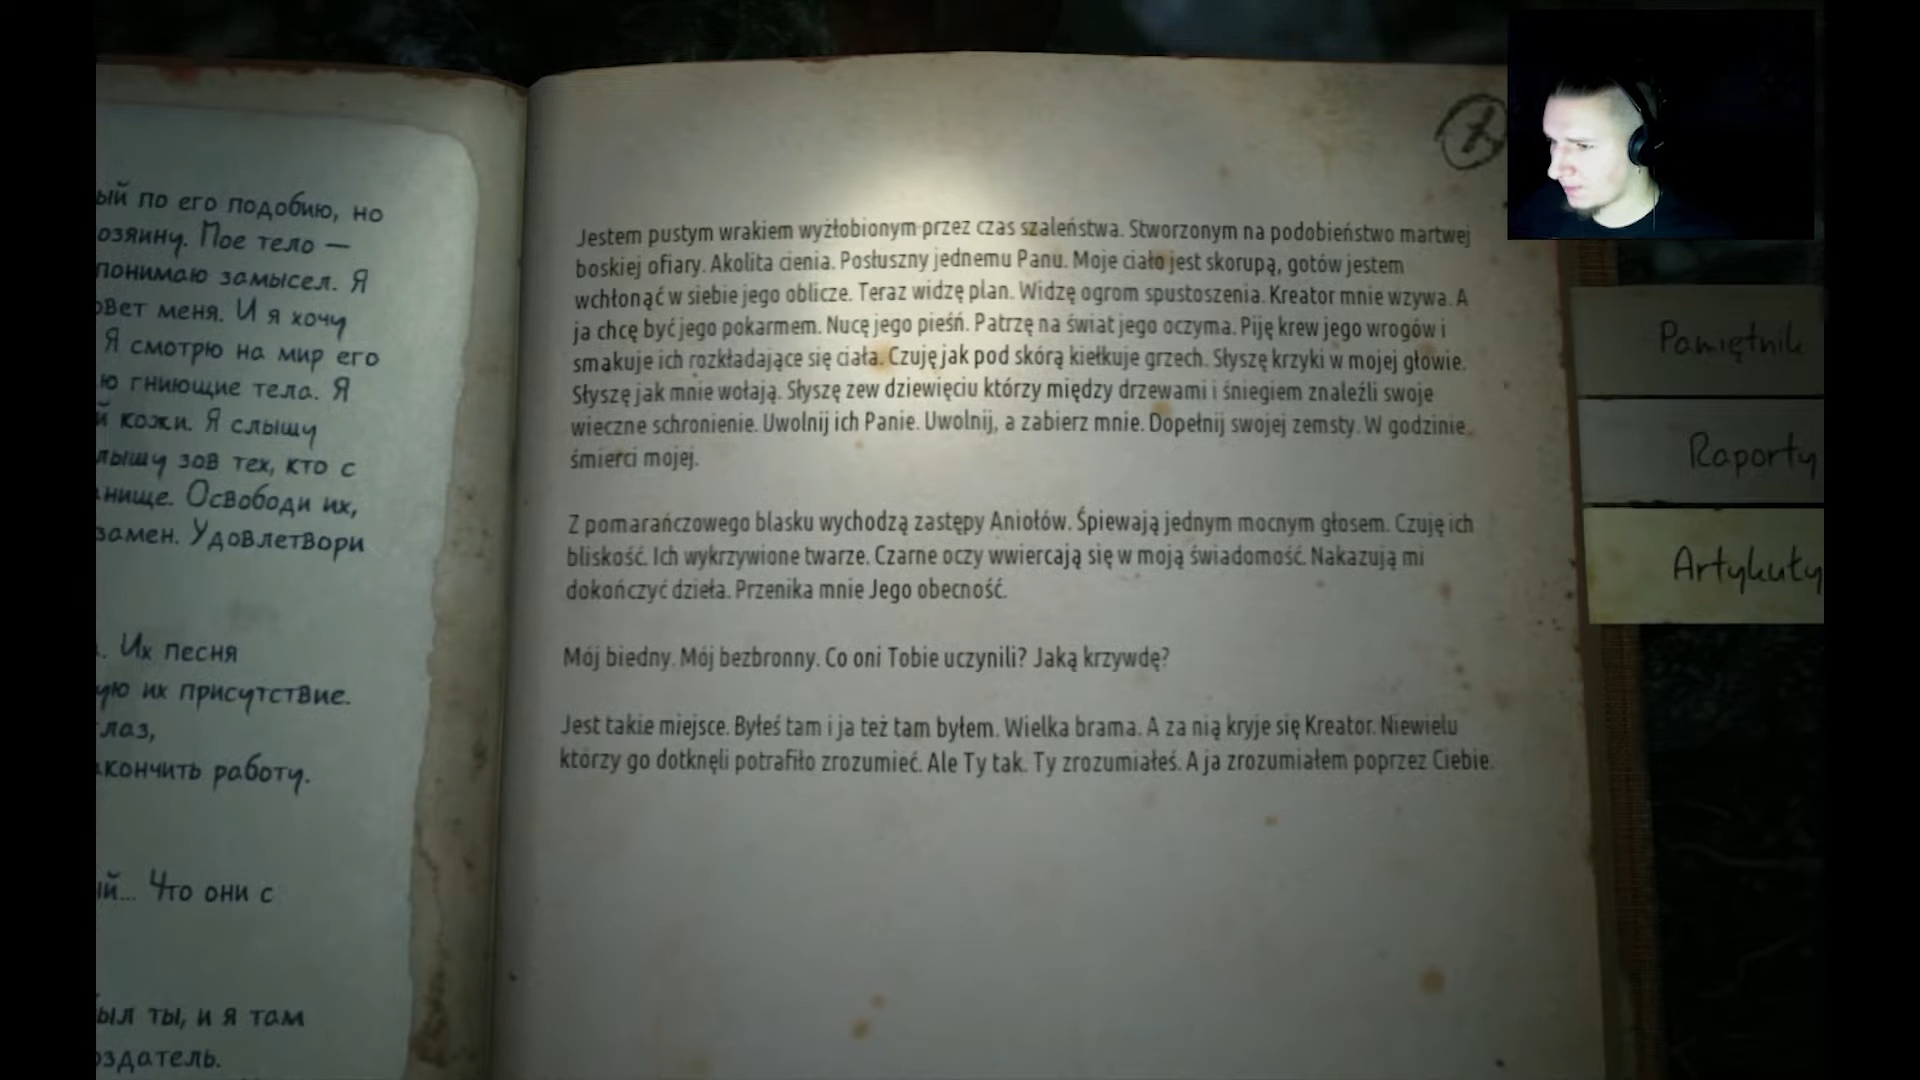 ый по его подобию, но
озяину. Пое тело —
понимаю замысел. Я
овет меня. И я хочу
Я смотрю на мир его
ю гниющие тела. Я
й кожи. Я слышу
лышу зов тех, кто с
нище. Освободи их,
замен. Удовлетвори
. Их песня
ую их присутствие.
глаз,
кончить работу.
ий... Что они с
ыл ты, и я там
оздатель.
Jestem pustym wrakiem wyżłobionym przez czas szaleństwa. Stworzonym na podobieństwo martwej
boskiej ofiary. Akolita cienia. Posłuszny jednemu Panu. Moje ciało jest skorupą, gotów jestem
wchłonąć w siebie jego oblicze. Teraz widzę plan. Widzę ogrom spustoszenia. Kreator mnie wzywa. A
ja chcę być jego pokarmem. Nucę jego pieśń. Patrzę na świat jego oczyma. Piję krew jego wrogów i
smakuje ich rozkładające się ciała. Czuję jak pod skórą kiełkuje grzech. Słyszę krzyki w mojej głowie.
Słyszę jak mnie wołają. Słyszę zew dziewięciu którzy między drzewami i śniegiem znaleźli swoje
wieczne schronienie. Uwolnij ich Panie. Uwolnij, a zabierz mnie. Dopełnij swojej zemsty. W godzinie
śmierci mojej.
Z pomarańczowego blasku wychodzą zastępy Aniołów. Śpiewają jednym mocnym głosem. Czuję ich
bliskość. Ich wykrzywione twarze. Czarne oczy wwiercają się w moją świadomość. Nakazują mi
dokończyć dzieła. Przenika mnie Jego obecność.
Mój biedny. Mój bezbronny. Co oni Tobie uczynili? Jaką krzywdę?
Jest takie miejsce. Byłeś tam i ja też tam byłem. Wielka brama. A za nią kryje się Kreator. Niewielu
którzy go dotknęli potrafiło zrozumieć. Ale Ty tak. Ty zrozumiałeś. A ja zrozumiałem poprzez Ciebie.
Pamiętnik
Raporty
Artykuły